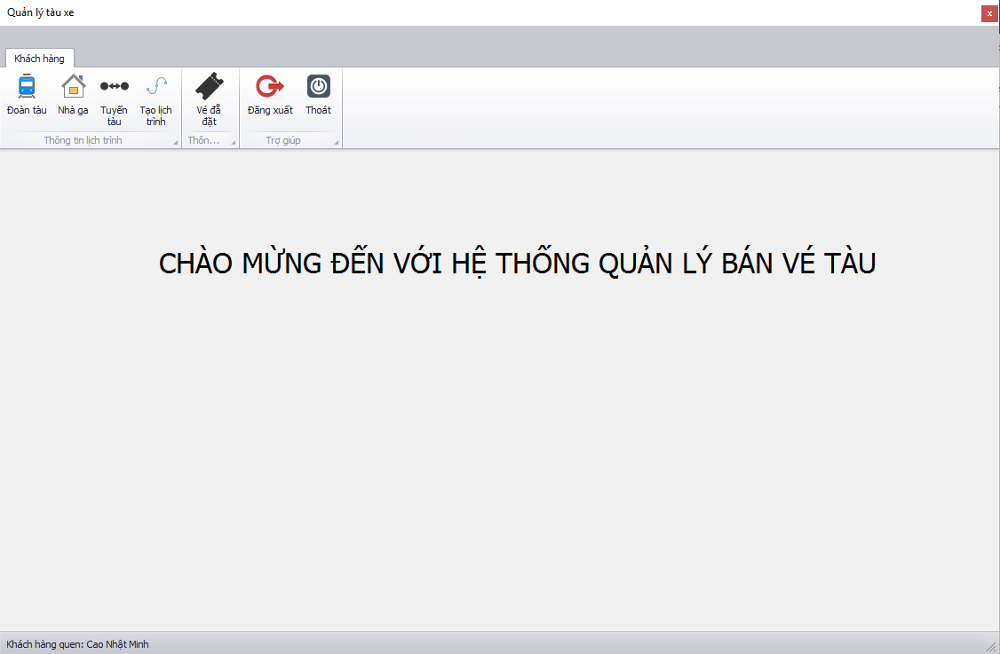 Quản lý tàu xe
Khách hàng
Đoàn tàu
Nhà ga
Tuyến
tàu
Tạo lịch
trình
Vé đẫ
đặt
Đăng xuất
Thoát
Thông tin lịch trình
Thôn...
Trợ giúp
CHÀO MỪNG ĐẾN VỚI HỆ THỐNG QUẢN LÝ BÁN VÉ TÀU
Khách hàng quen: Cao Nhật Minh